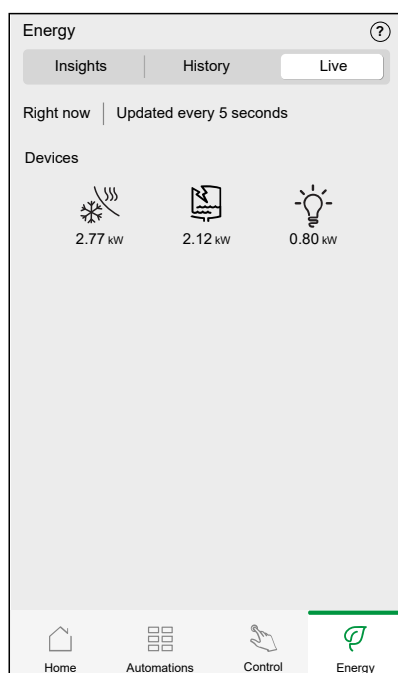 Energy ?
Insights History Live
Right now Updated every 5 seconds
Devices
2.77 kW 2.12 kW 0.80 kW
Home Automations Control Energy